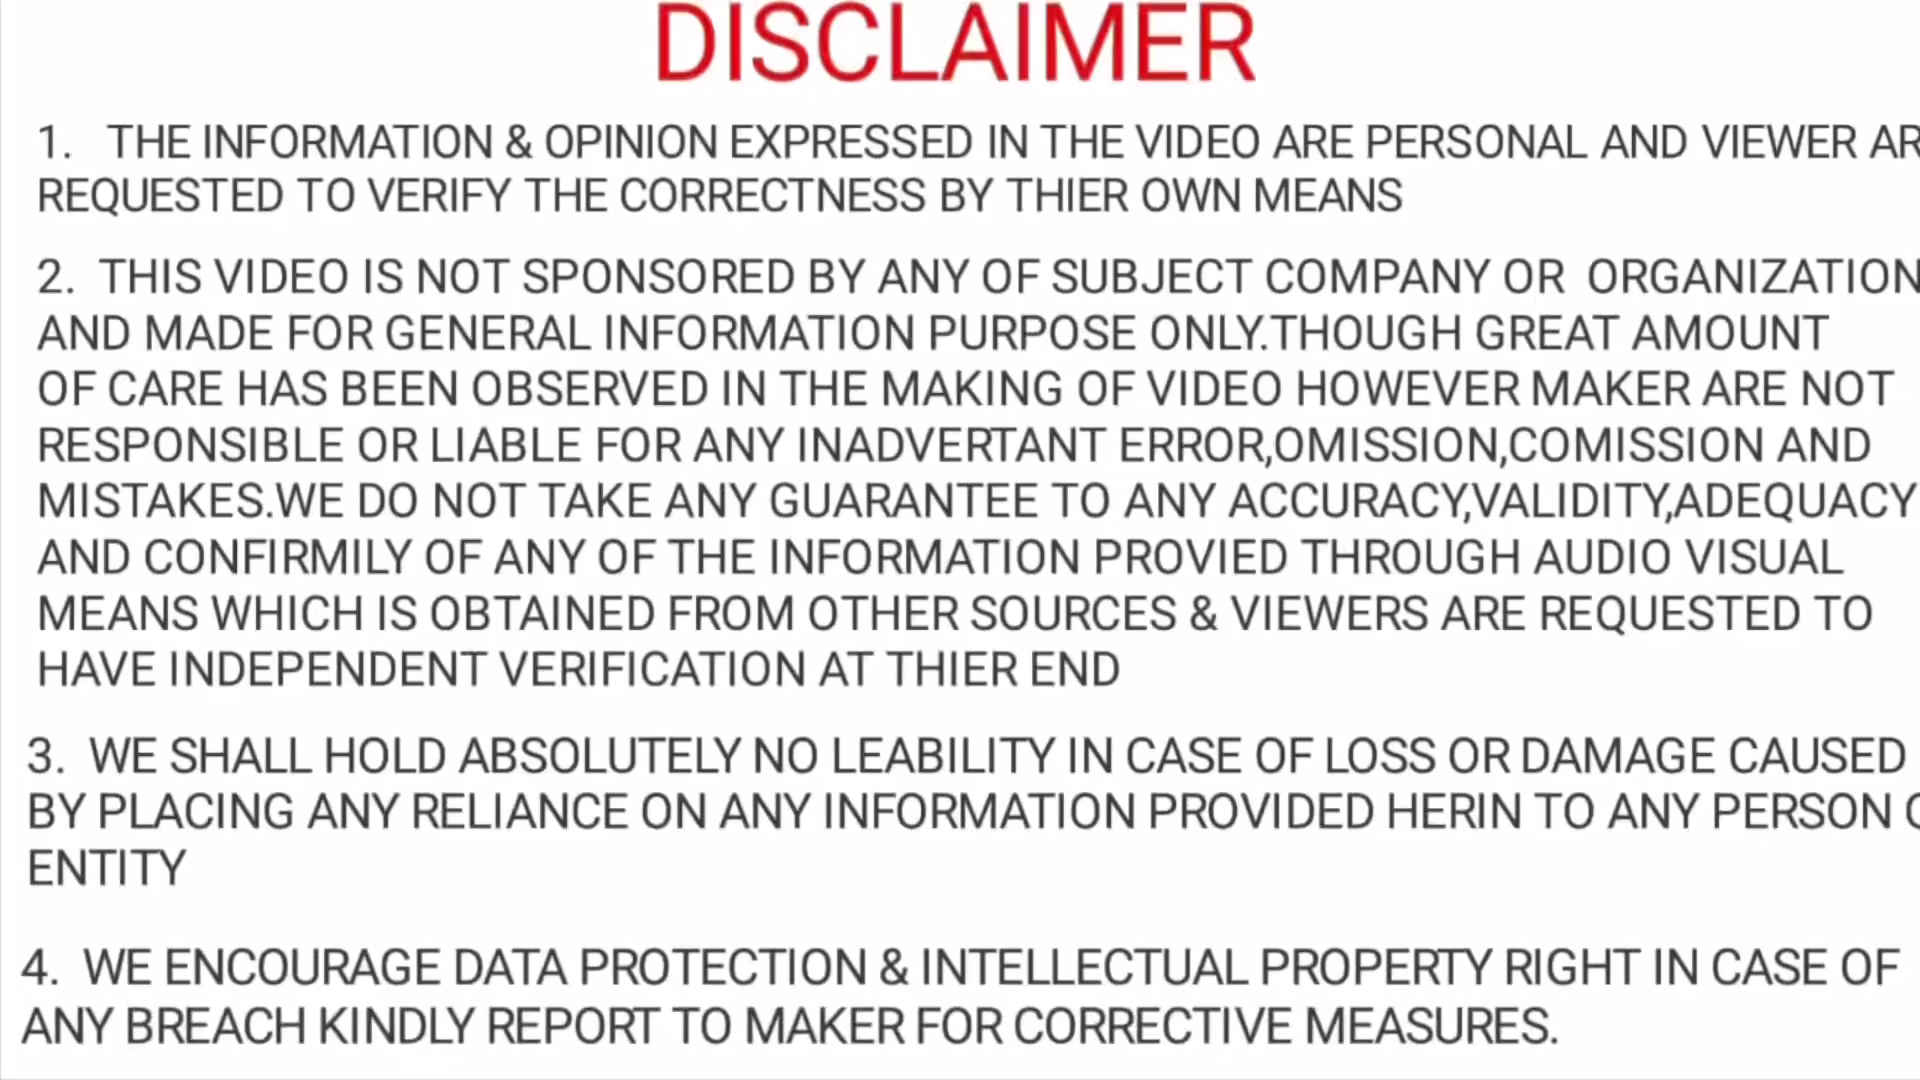 DISCLAIMER
1. THE INFORMATION & OPINION EXPRESSED IN THE VIDEO ARE PERSONAL AND VIEWER AR
REQUESTED TO VERIFY THE CORRECTNESS BY THIER OWN MEANS
2. THIS VIDEO IS NOT SPONSORED BY ANY OF SUBJECT COMPANY OR ORGANIZATION
AND MADE FOR GENERAL INFORMATION PURPOSE ONLY.THOUGH GREAT AMOUNT
OF CARE HAS BEEN OBSERVED IN THE MAKING OF VIDEO HOWEVER MAKER ARE NOT
RESPONSIBLE OR LIABLE FOR ANY INADVERTANT ERROR,OMISSION,COMISSION AND
MISTAKES.WE DO NOT TAKE ANY GUARANTEE TO ANY ACCURACY,VALIDITY,ADEQUACY
AND CONFIRMILY OF ANY OF THE INFORMATION PROVIED THROUGH AUDIO VISUAL
MEANS WHICH IS OBTAINED FROM OTHER SOURCES & VIEWERS ARE REQUESTED TO
HAVE INDEPENDENT VERIFICATION AT THIER END
3. WE SHALL HOLD ABSOLUTELY NO LEABILITY IN CASE OF LOSS OR DAMAGE CAUSED
BY PLACING ANY RELIANCE ON ANY INFORMATION PROVIDED HERIN TO ANY PERSON
ENTITY
4. WE ENCOURAGE DATA PROTECTION & INTELLECTUAL PROPERTY RIGHT IN CASE OF
ANY BREACH KINDLY REPORT TO MAKER FOR CORRECTIVE MEASURES.